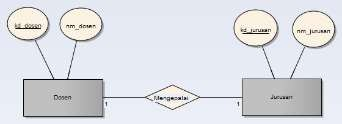 kd_dosen
nm_dosen
kd_jurusan
nm_jurusan
Dosen
1
Mengepalai
1
Jurusan